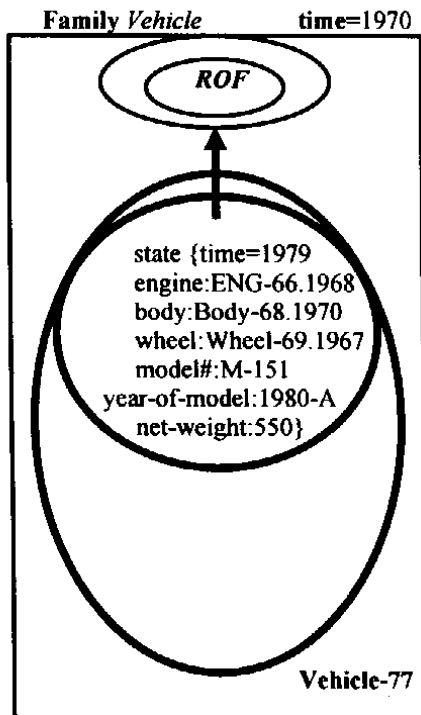 Family Vehicle time=1970
ROF
state {time=1979
engine:ENG-66.1968
body:Body-68.1970
wheel:Wheel-69.1967
model#:M-151
year-of-model:1980-A
net-weight:550}
Vehicle-77